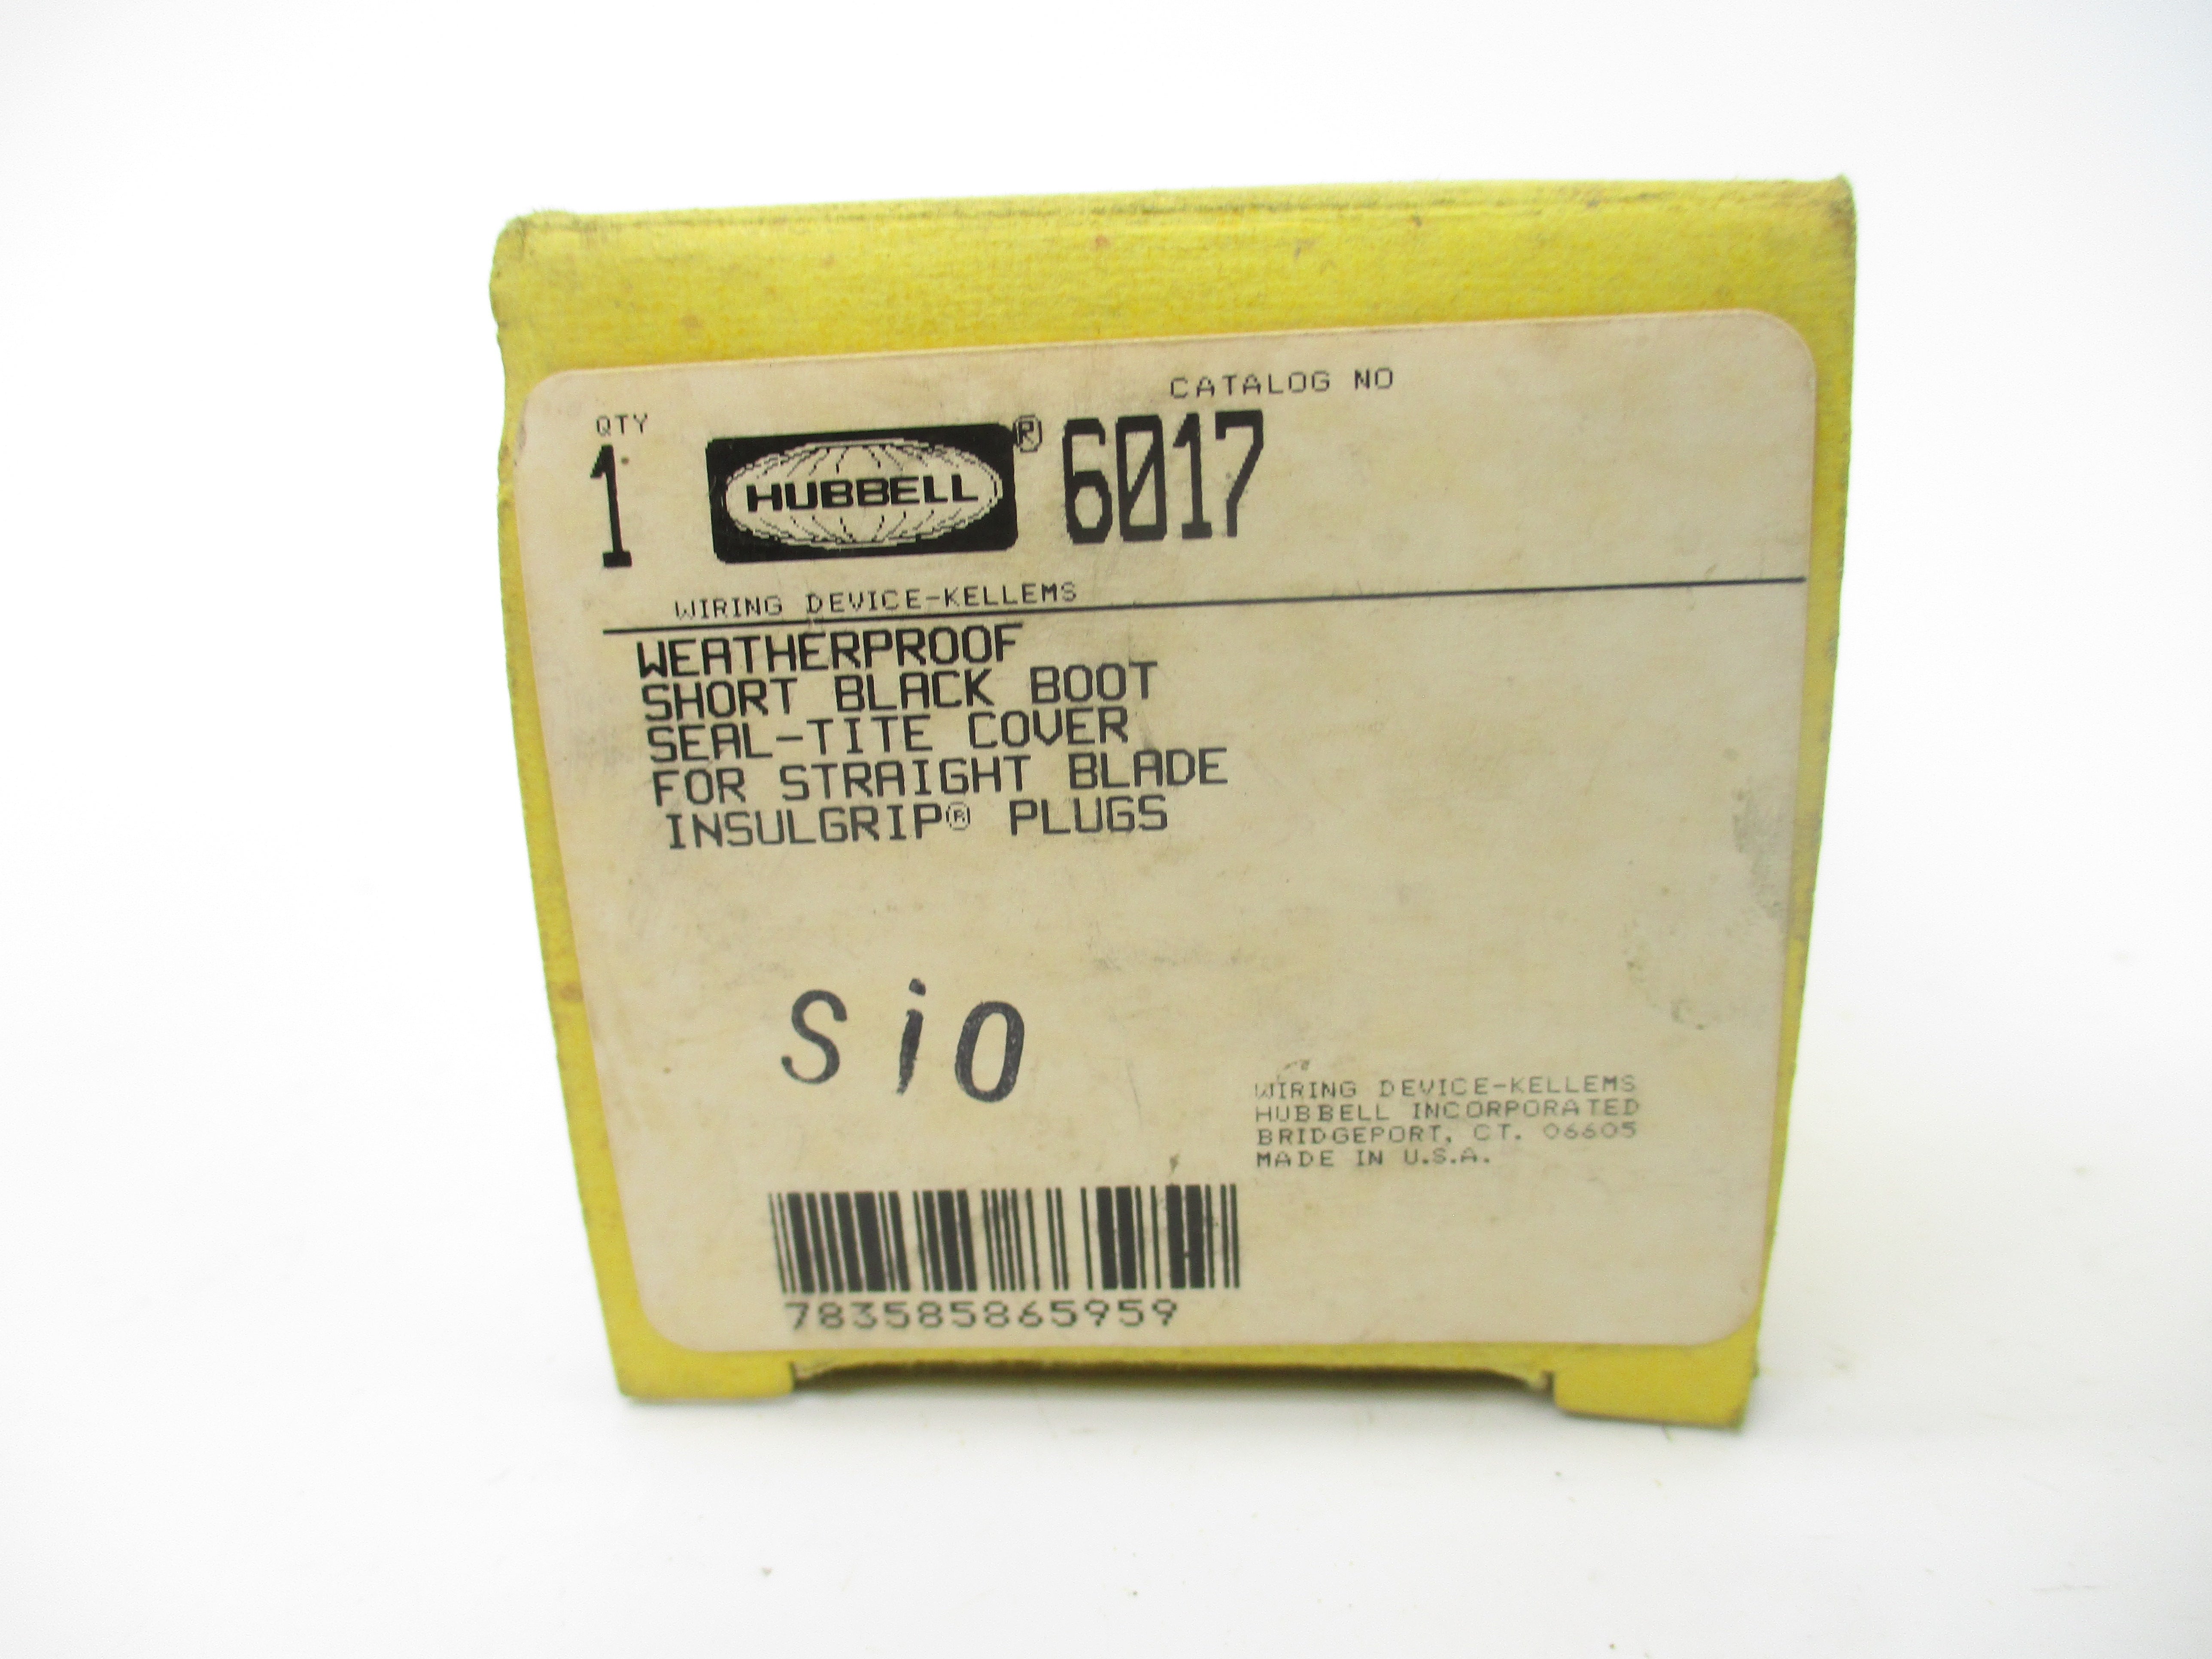 QTY
CATALOG NO
1 HUBBELL® 6017
WIRING DEVICE-KELLEMS
WEATHERPROOF
SHORT BLACK BOOT
SEAL-TITE COVER
FOR STRAIGHT BLADE
INSULGRIP® PLUGS
Sio
WIRING DEVICE-KELLEMS
HUBBELL INCORPORATED
BRIDGEPORT, CT. 06605
MADE IN U.S.A.
783585865959